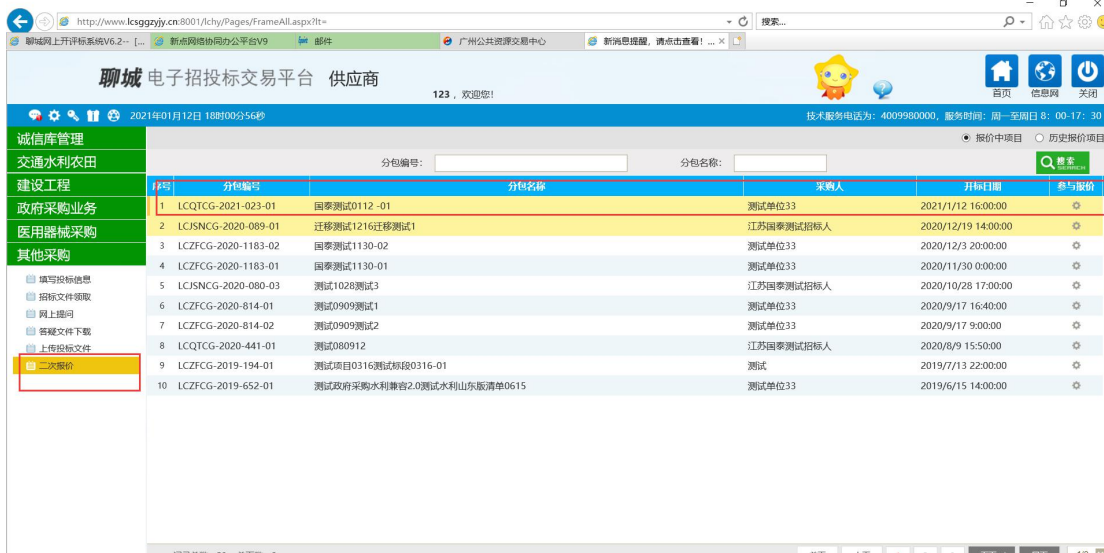 http://www.lcsggzyjy.cn:8001/lchy/Pages/FrameAll.aspx?lt=
搜索...
聊城网上开评标系统V6.2-- [...
新点网络协同办公平台V9
邮件
广州公共资源交易中心
新消息提醒，请点击查看! ...
聊城 电子招投标交易平台 供应商
123 ，欢迎您!
首页 信息网 关闭
2021年01月12日 18时00分56秒
技术服务电话为：4009980000，服务时间：周一至周日 8：00-17：30
诚信库管理
交通水利农田
建设工程
政府采购业务
医用器械采购
其他采购
填写投标信息
招标文件领取
网上提问
答疑文件下载
上传投标文件
二次报价
报价中项目 历史报价项目
分包编号： 分包名称： 搜索 SEARCH
序号 分包编号 分包名称 采购人 开标日期 参与报价
1 LCQTCG-2021-023-01 国泰测试0112 -01 测试单位33 2021/1/12 16:00:00
2 LCJSNCG-2020-089-01 迁移测试1216迁移测试1 江苏国泰测试招标人 2020/12/19 14:00:00
3 LCZFCG-2020-1183-02 国泰测试1130-02 测试单位33 2020/12/3 20:00:00
4 LCZFCG-2020-1183-01 国泰测试1130-01 测试单位33 2020/11/30 0:00:00
5 LCJSNCG-2020-080-03 测试1028测试3 江苏国泰测试招标人 2020/10/28 17:00:00
6 LCZFCG-2020-814-01 测试0909测试1 测试单位33 2020/9/17 16:40:00
7 LCZFCG-2020-814-02 测试0909测试2 测试单位33 2020/9/17 9:00:00
8 LCQTCG-2020-441-01 测试080912 江苏国泰测试招标人 2020/8/9 15:50:00
9 LCZFCG-2019-194-01 测试项目0316测试标段0316-01 测试 2019/7/13 22:00:00
10 LCZFCG-2019-652-01 测试政府采购水利兼容2.0测试水利山东版清单0615 测试单位33 2019/6/15 14:00:00